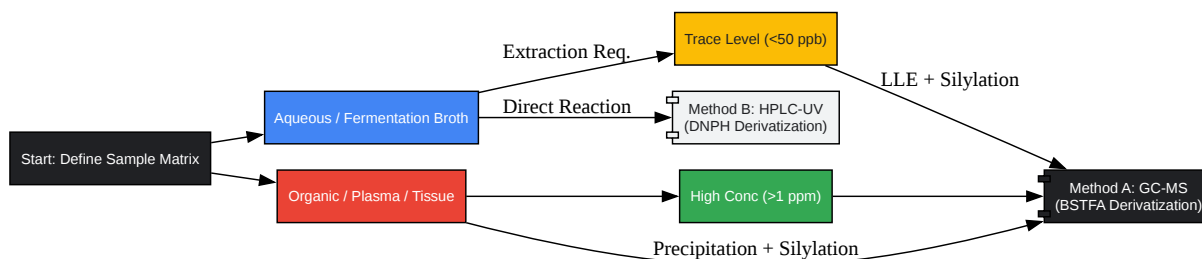 Trace Level (<50 ppb)
Extraction Req.
LLE + Silylation
Aqueous / Fermentation Broth
Direct Reaction
Method B: HPLC-UV
(DNPH Derivatization)
Start: Define Sample Matrix
Organic / Plasma / Tissue
High Conc (>1 ppm)
Method A: GC-MS
(BSTFA Derivatization)
Precipitation + Silylation